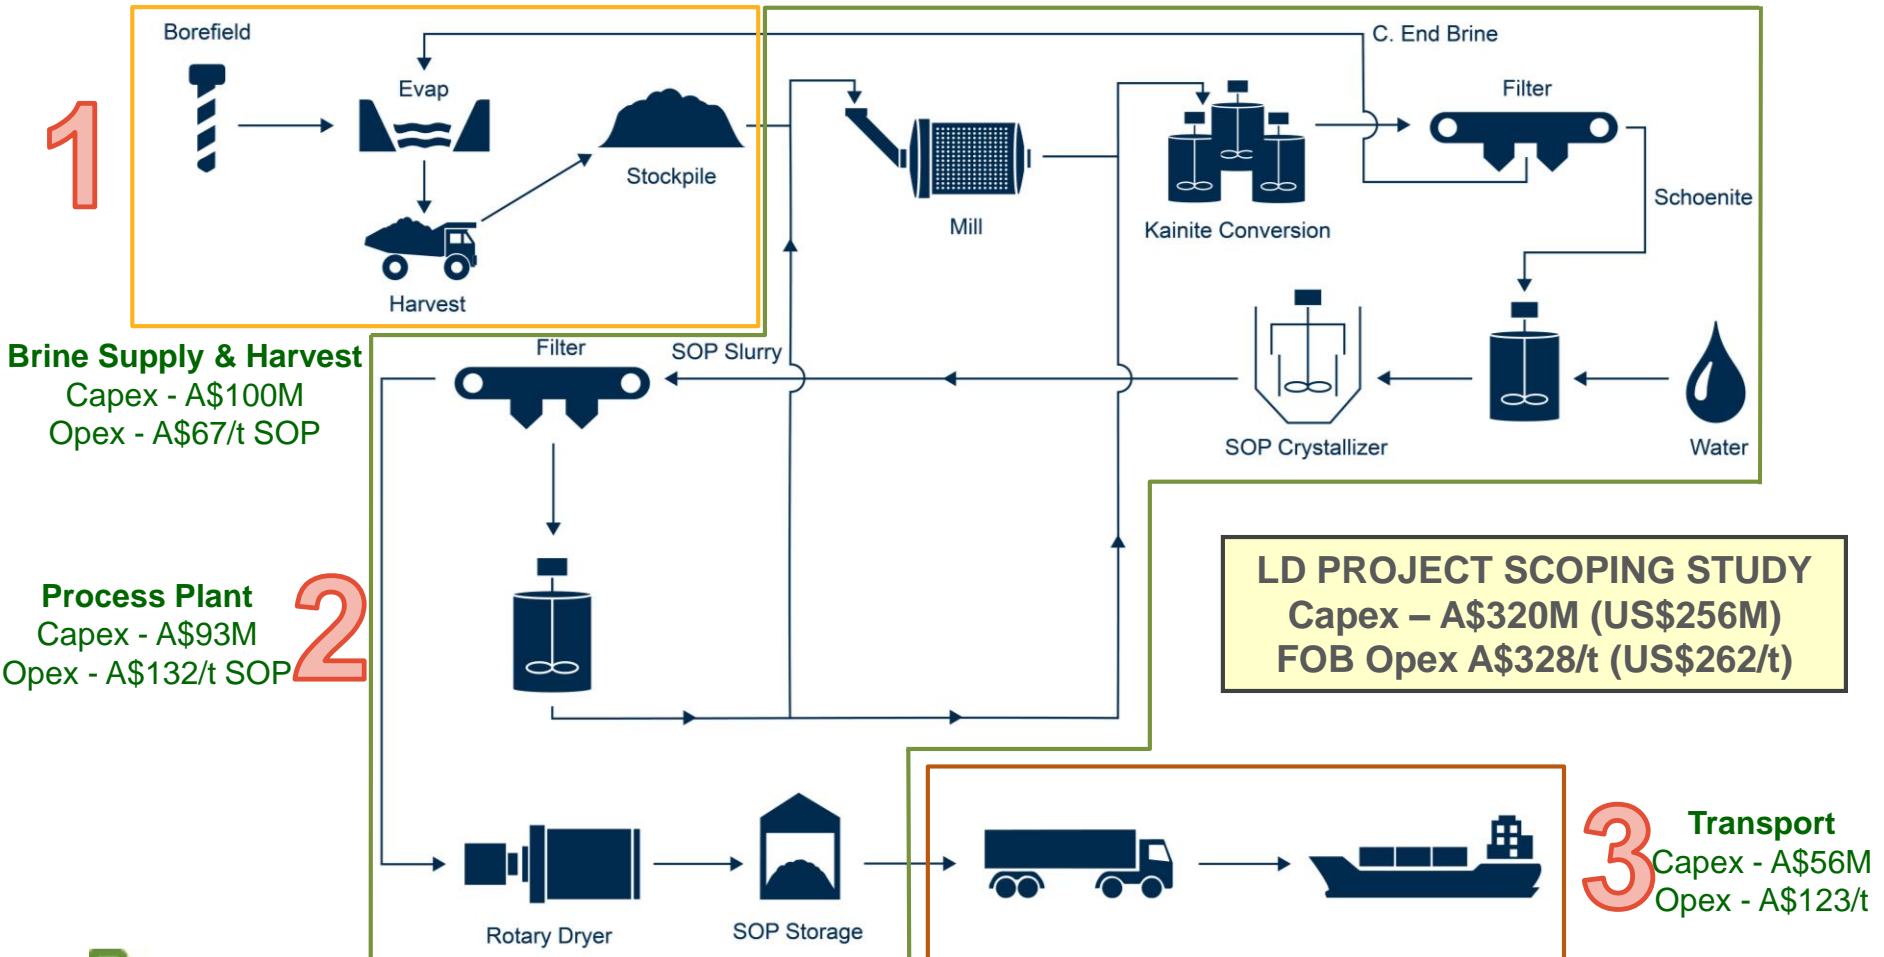 Borefield
C. End Brine
Evap
Filter
1
Stockpile
Schoenite
Mill
Kainite Conversion
Harvest
Brine Supply & Harvest
Capex - A$100M
Opex - A$67/t SOP
Filter
SOP Slurry
SOP Crystallizer
Water
Process Plant
Capex - A$93M
Opex - A$132/t SOP
2
LD PROJECT SCOPING STUDY
Capex – A$320M (US$256M)
FOB Opex A$328/t (US$262/t)
Rotary Dryer
SOP Storage
3
Transport
Capex - A$56M
Opex - A$123/t